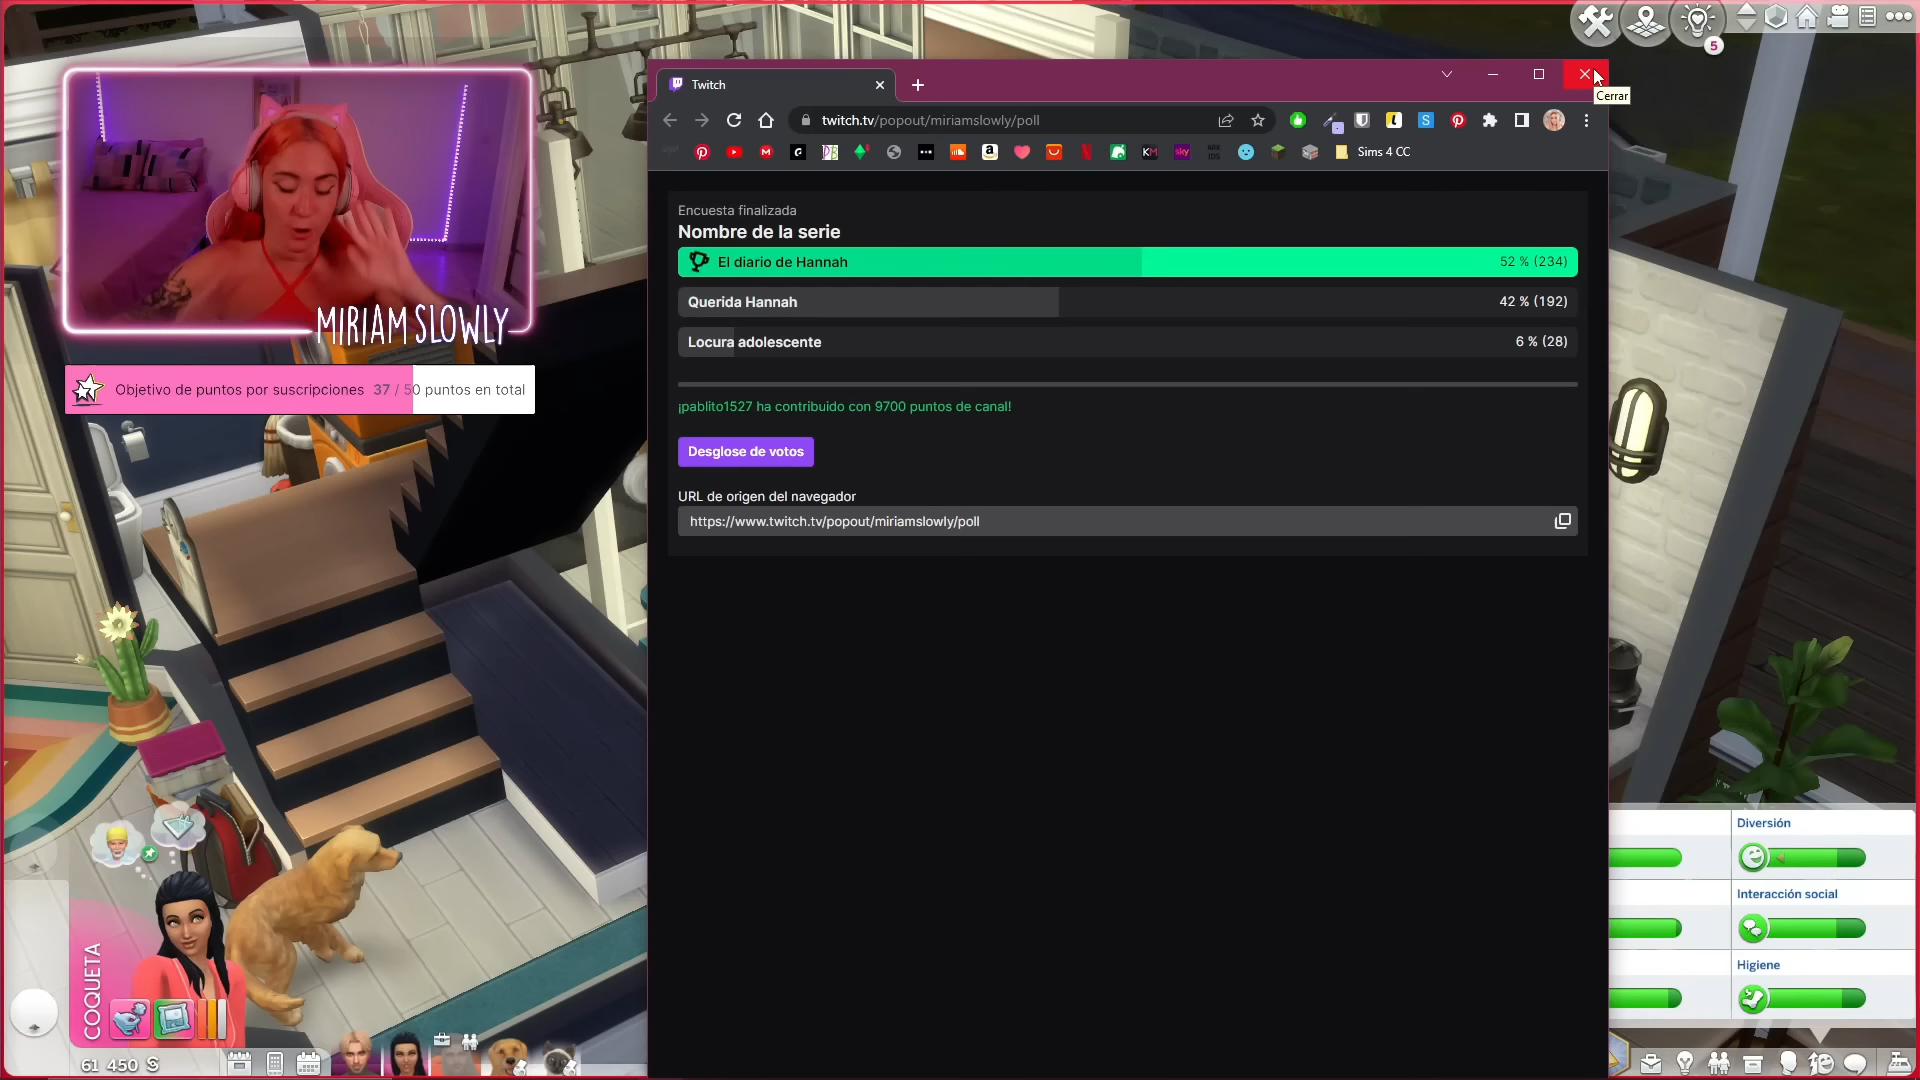 5
Twitch
Cerrar
twitch.tv/popout/miriamslowly/poll
Sims 4 CC
Encuesta finalizada
Nombre de la serie
El diario de Hannah 52 % (234)
Querida Hannah 42 % (192)
Locura adolescente 6 % (28)
¡pablito1527 ha contribuido con 9700 puntos de canal!
Desglose de votos
URL de origen del navegador
https://www.twitch.tv/popout/miriamslowly/poll
MIRIAM SLOWLY
Objetivo de puntos por suscripciones 37 / 50 puntos en total
COQUETA
61 450
Diversión
Interacción social
Higiene